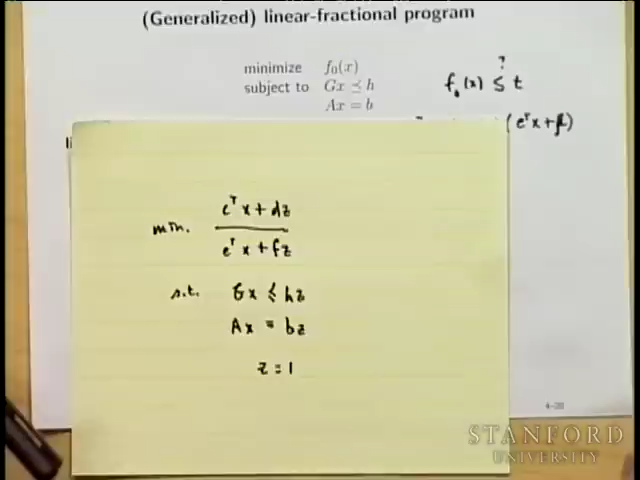 (Generalized) linear-fractional program
minimize f₀(x)
subject to Gx ⪯ h
Ax = b
?
f₀(x) ≤ t
(eᵀx+f)
min. cᵀx+dz
eᵀx+fz
s.t. Gx ≤ hz
Ax = bz
z = 1
STANFORD
UNIVERSITY